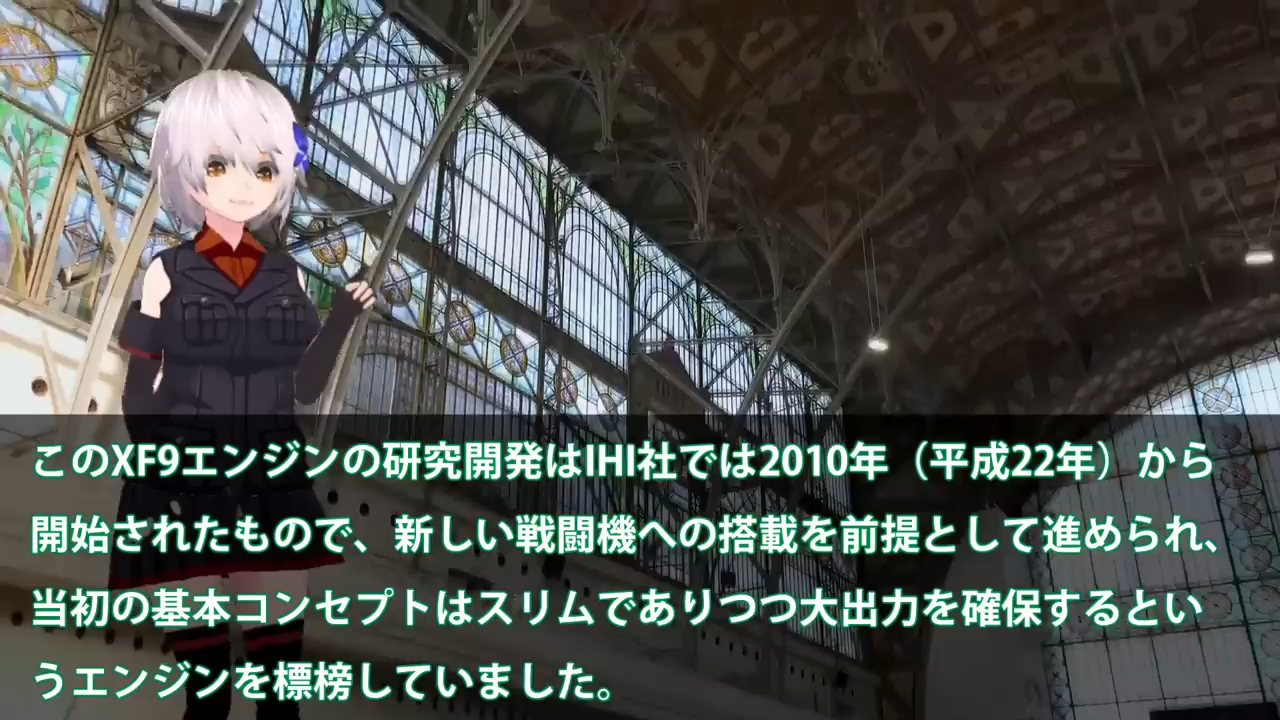 このXF9エンジンの研究開発はIHI社では2010年（平成22年）から
開始されたもので、新しい戦闘機への搭載を前提として進められ、
当初の基本コンセプトはスリムでありつつ大出力を確保するとい
うエンジンを標榜していました。